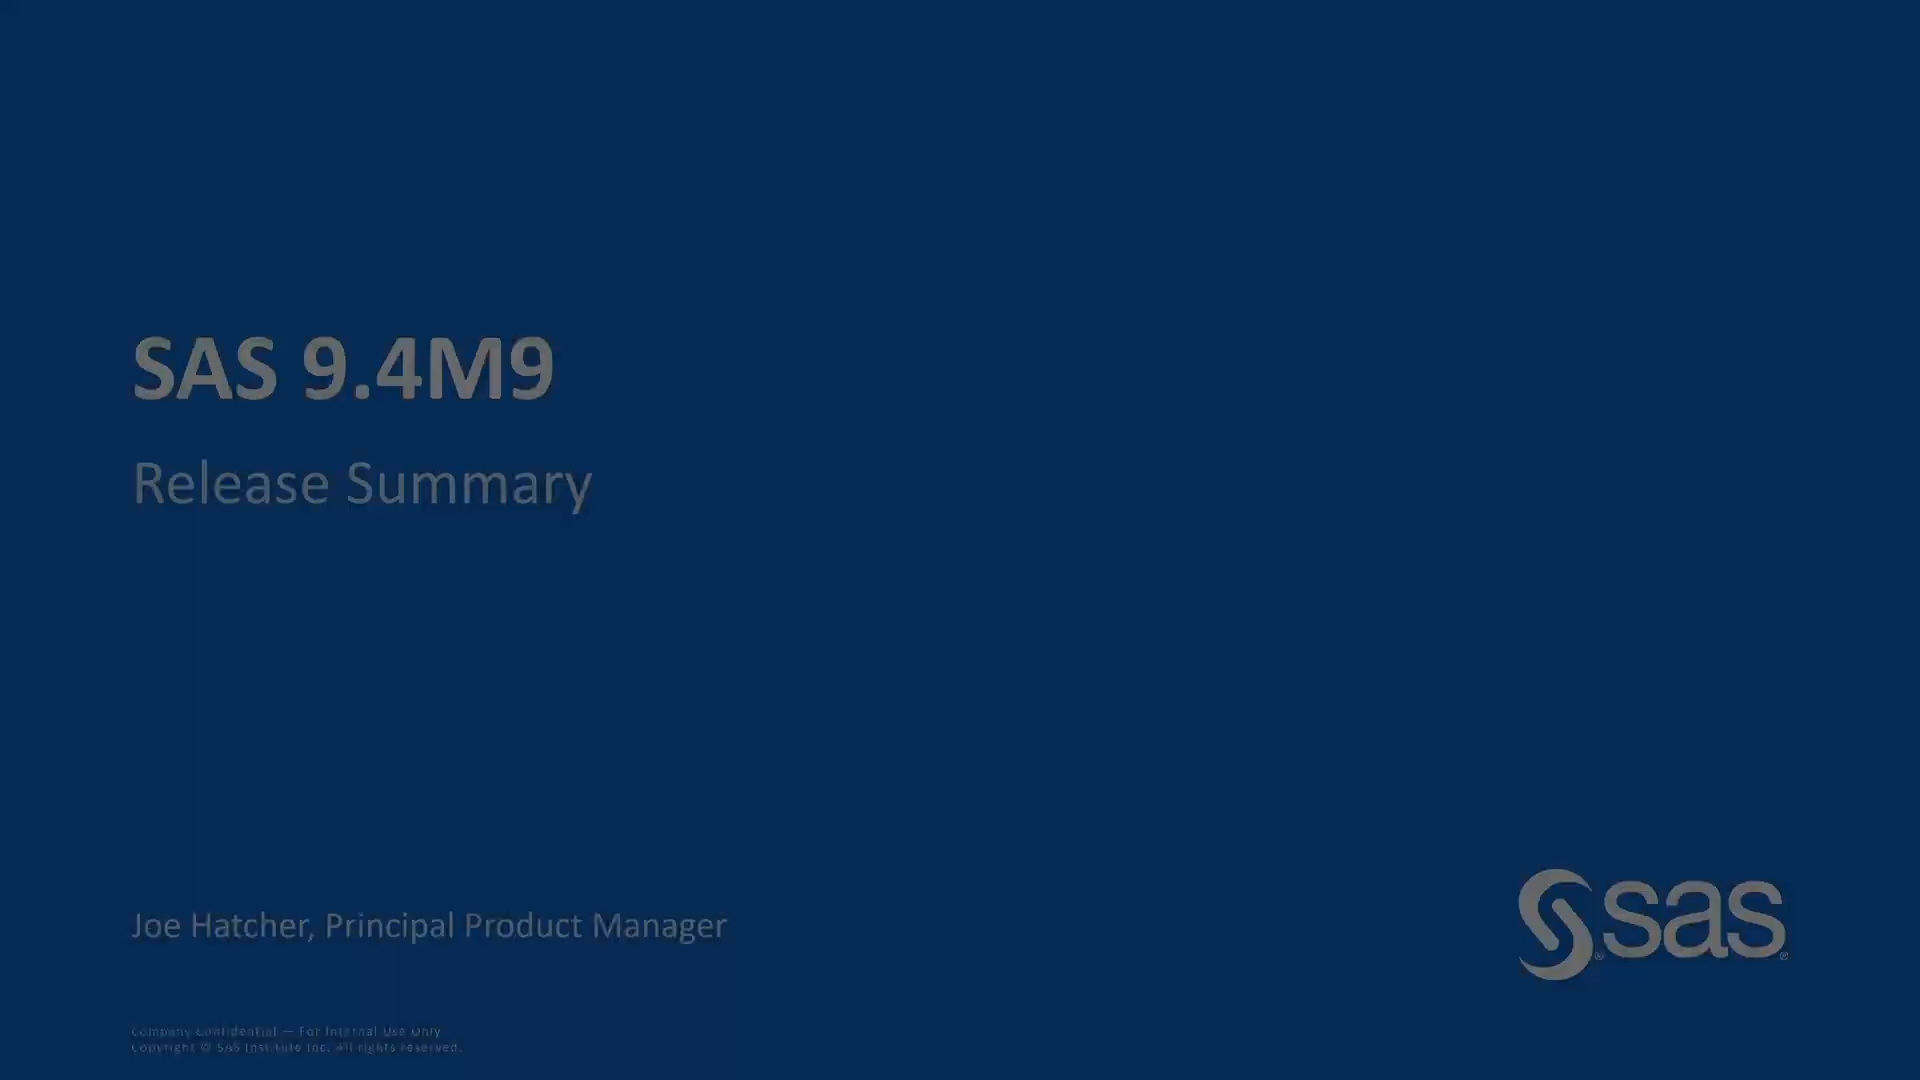 SAS 9.4M9
Release Summary
Joe Hatcher, Principal Product Manager
sas
Company Confidential — For Internal Use Only
Copyright © SAS Institute Inc. All rights reserved.